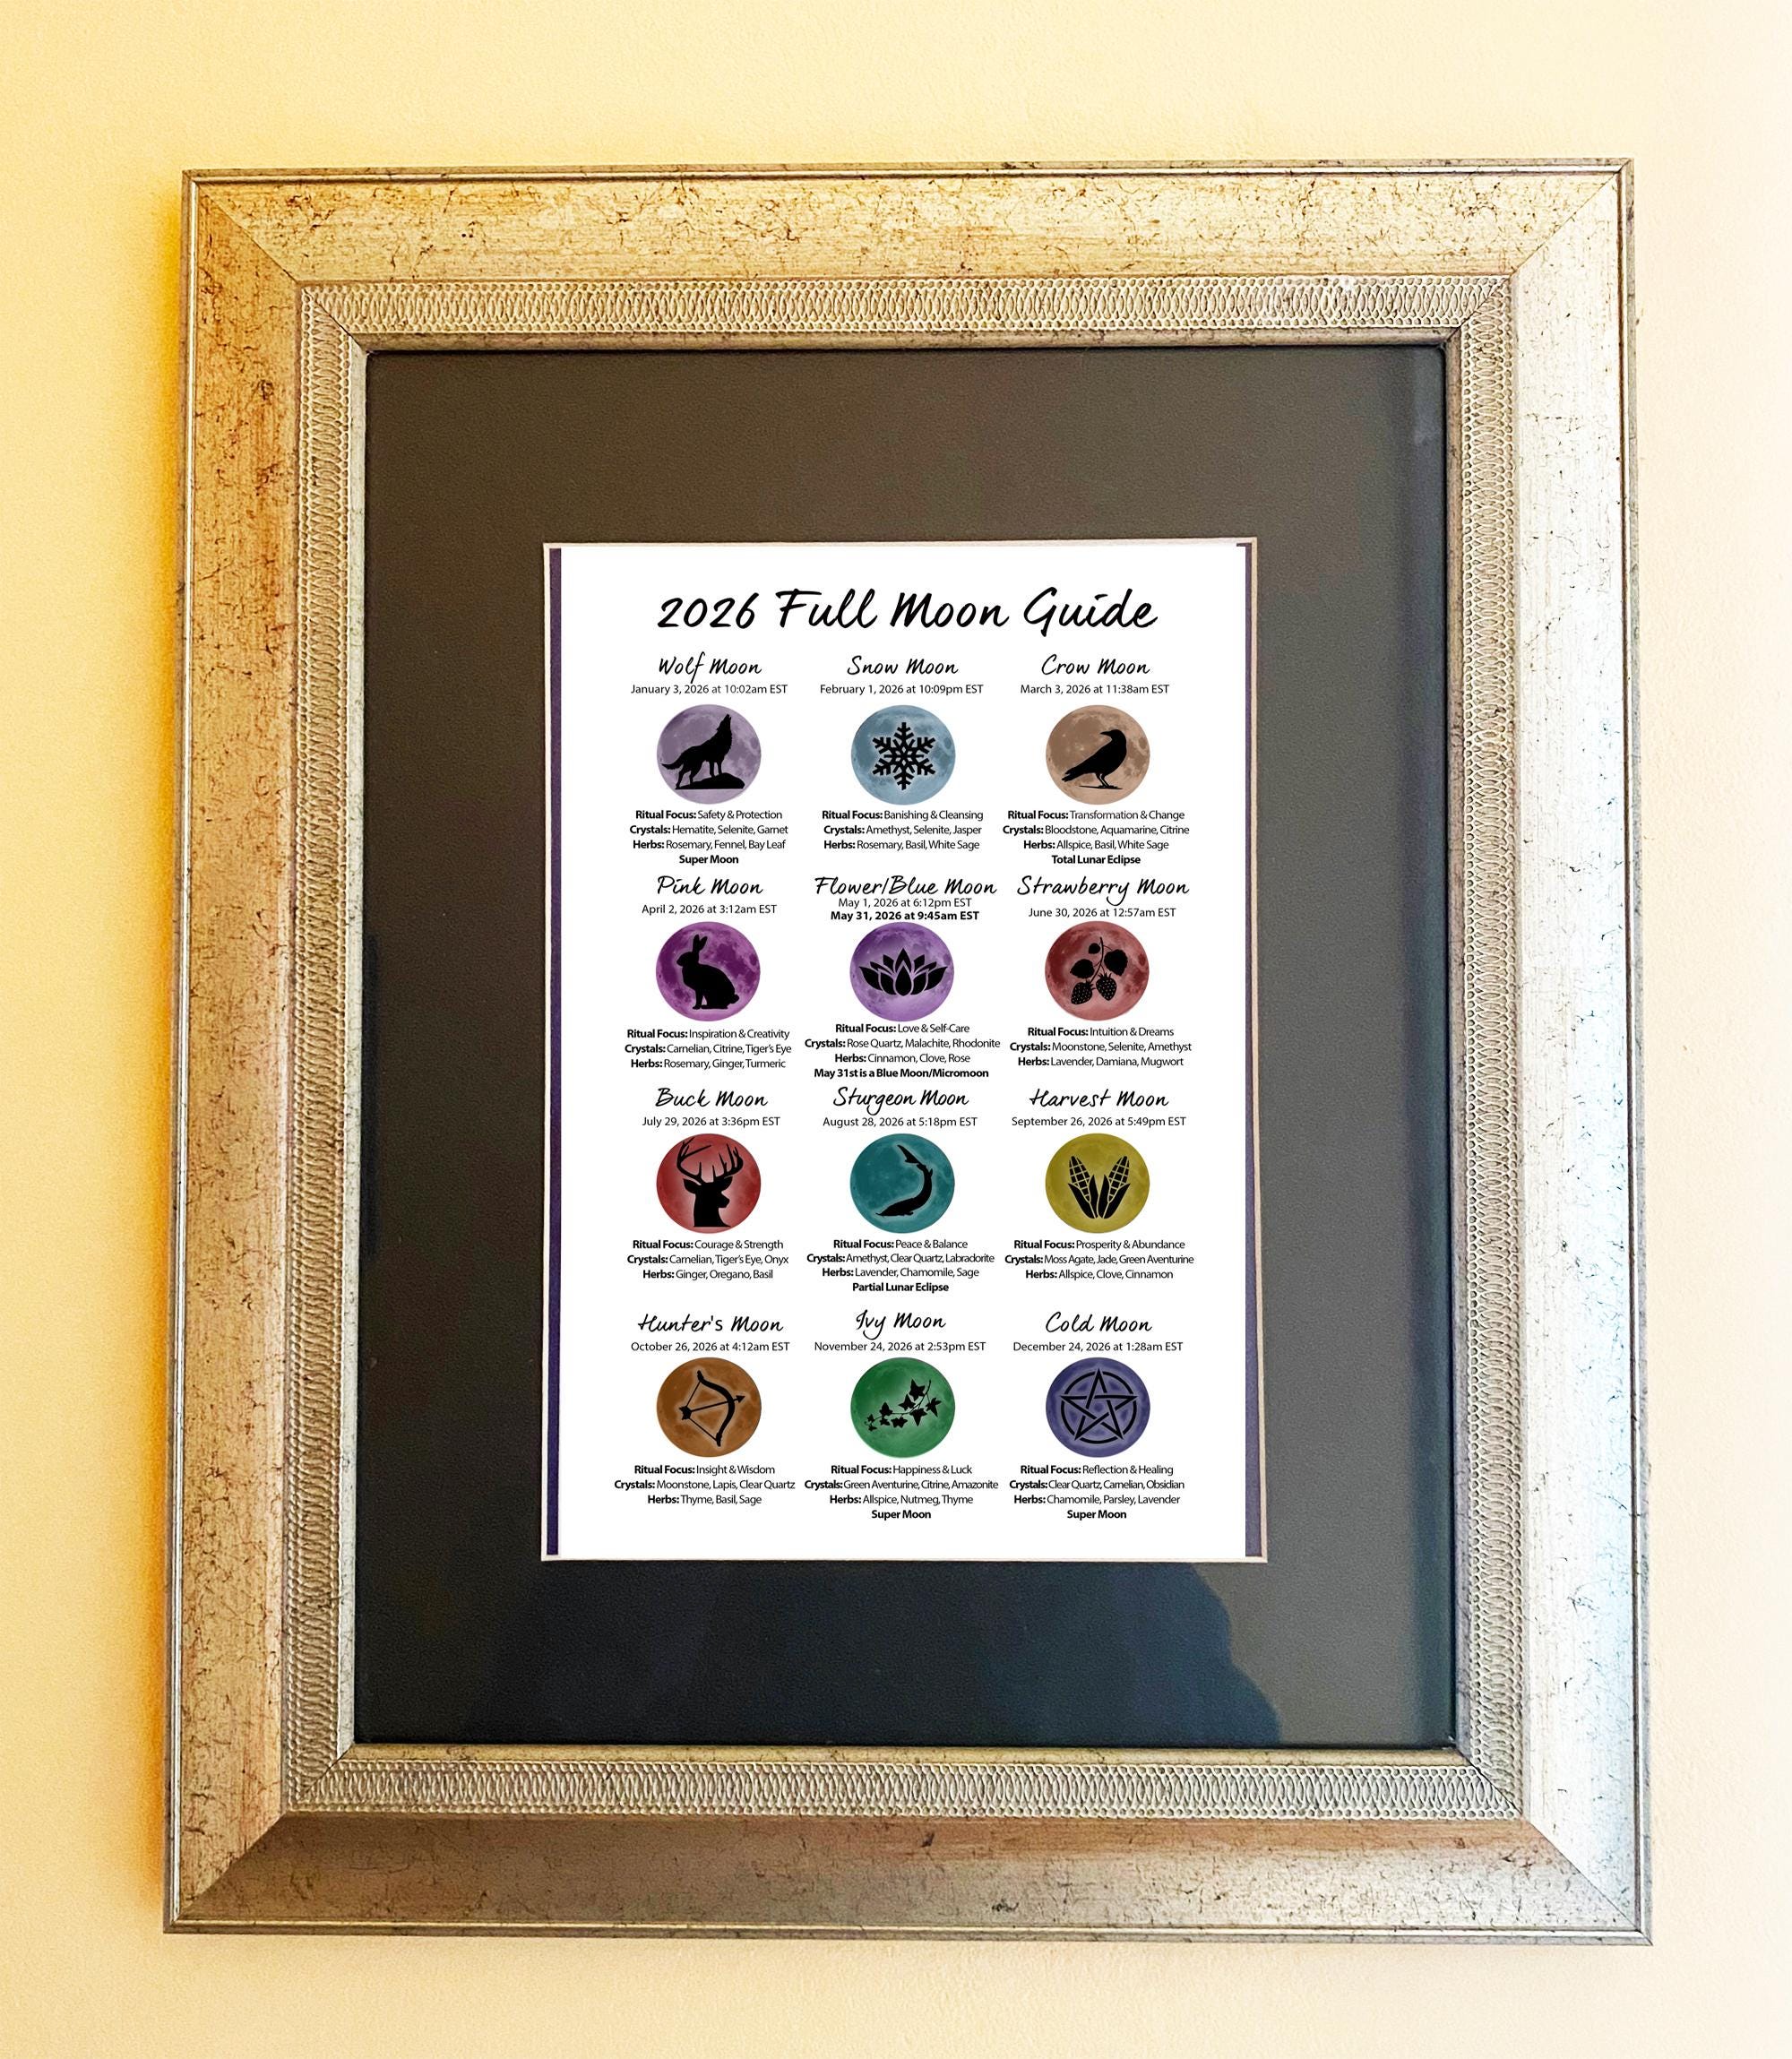 2026 Full Moon Guide
Wolf Moon
January 3, 2026 at 10:02am EST
Ritual Focus: Safety & Protection
Crystals: Hematite, Selenite, Garnet
Herbs: Rosemary, Fennel, Bay Leaf
Super Moon
Snow Moon
February 1, 2026 at 10:09pm EST
Ritual Focus: Banishing & Cleansing
Crystals: Amethyst, Selenite, Jasper
Herbs: Rosemary, Basil, White Sage
Crow Moon
March 3, 2026 at 11:38am EST
Ritual Focus: Transformation & Change
Crystals: Bloodstone, Aquamarine, Citrine
Herbs: Allspice, Basil, White Sage
Total Lunar Eclipse
Pink Moon
April 2, 2026 at 3:12am EST
Ritual Focus: Inspiration & Creativity
Crystals: Carnelian, Citrine, Tiger's Eye
Herbs: Rosemary, Ginger, Turmeric
Flower/Blue Moon
May 1, 2026 at 6:12pm EST
May 31, 2026 at 9:45am EST
Ritual Focus: Love & Self-Care
Crystals: Rose Quartz, Malachite, Rhodonite
Herbs: Cinnamon, Clove, Rose
May 31st is a Blue Moon/Micromoon
Strawberry Moon
June 30, 2026 at 12:57am EST
Ritual Focus: Intuition & Dreams
Crystals: Moonstone, Selenite, Amethyst
Herbs: Lavender, Damiana, Mugwort
Buck Moon
July 29, 2026 at 3:36pm EST
Ritual Focus: Courage & Strength
Crystals: Carnelian, Tiger's Eye, Onyx
Herbs: Ginger, Oregano, Basil
Sturgeon Moon
August 28, 2026 at 5:18pm EST
Ritual Focus: Peace & Balance
Crystals: Amethyst, Clear Quartz, Labradorite
Herbs: Lavender, Chamomile, Sage
Partial Lunar Eclipse
Harvest Moon
September 26, 2026 at 5:49pm EST
Ritual Focus: Prosperity & Abundance
Crystals: Moss Agate, Jade, Green Aventurine
Herbs: Allspice, Clove, Cinnamon
Hunter's Moon
October 26, 2026 at 4:12am EST
Ritual Focus: Insight & Wisdom
Crystals: Moonstone, Lapis, Clear Quartz
Herbs: Thyme, Basil, Sage
Ivy Moon
November 24, 2026 at 2:53pm EST
Ritual Focus: Happiness & Luck
Crystals: Green Aventurine, Citrine, Amazonite
Herbs: Allspice, Nutmeg, Thyme
Super Moon
Cold Moon
December 24, 2026 at 1:28am EST
Ritual Focus: Reflection & Healing
Crystals: Clear Quartz, Carnelian, Obsidian
Herbs: Chamomile, Parsley, Lavender
Super Moon